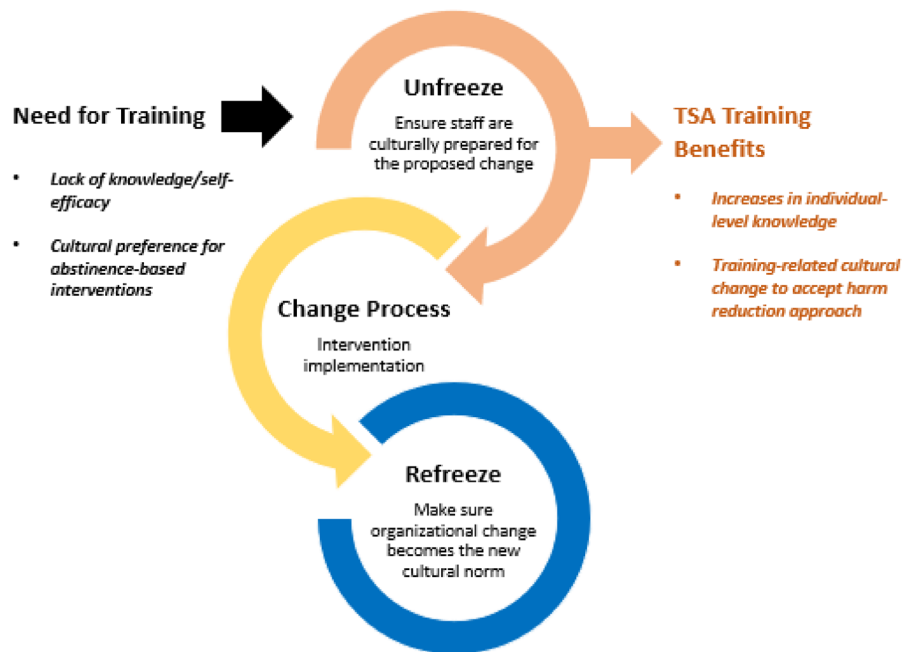 Need for Training
• Lack of knowledge/self-
efficacy
• Cultural preference for
abstinence-based
interventions
Unfreeze
Ensure staff are
culturally prepared for
the proposed change
TSA Training
Benefits
• Increases in individual-
level knowledge
• Training-related cultural
change to accept harm
reduction approach
Change Process
Intervention
implementation
Refreeze
Make sure
organizational change
becomes the new
cultural norm